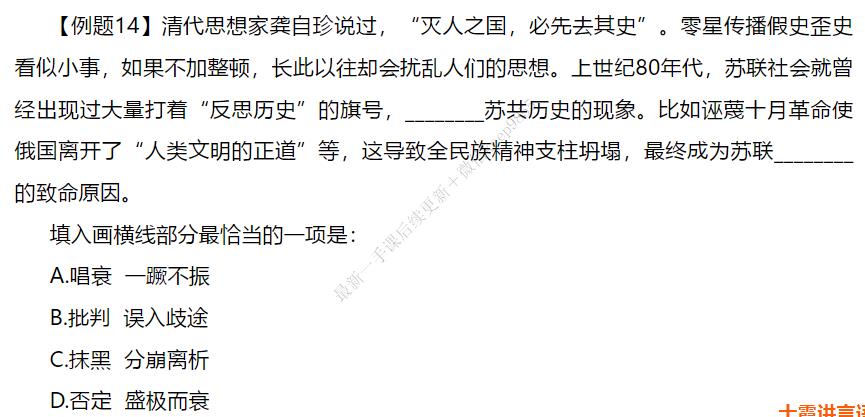 【例题14】清代思想家龚自珍说过，“灭人之国，必先去其史”。零星传播假史歪史
看似小事，如果不加整顿，长此以往却会扰乱人们的思想。上世纪80年代，苏联社会就曾
经出现过大量打着“反思历史”的旗号，________苏共历史的现象。比如诬蔑十月革命使
俄国离开了“人类文明的正道”等，这导致全民族精神支柱坍塌，最终成为苏联________
的致命原因。
填入画横线部分最恰当的一项是：
A.唱衰 一蹶不振
B.批判 误入歧途
C.抹黑 分崩离析
D.否定 盛极而衰
最新一手课后续更新+微